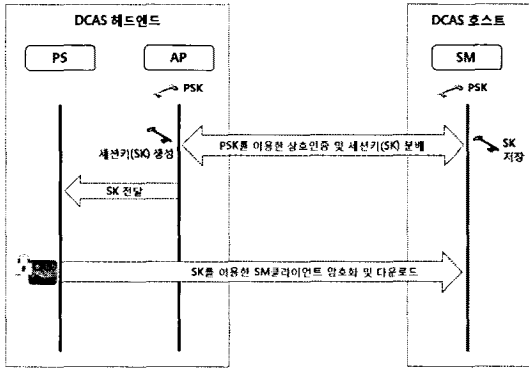 DCAS 헤드엔드
DCAS 호스트
PS
AP
SM
PSK
PSK
세션키(SK) 생성
PSK를 이용한 상호인증 및 세션키(SK) 분배
SK
저장
SK 전달
SK를 이용한 SM클라이언트 암호화 및 다운로드